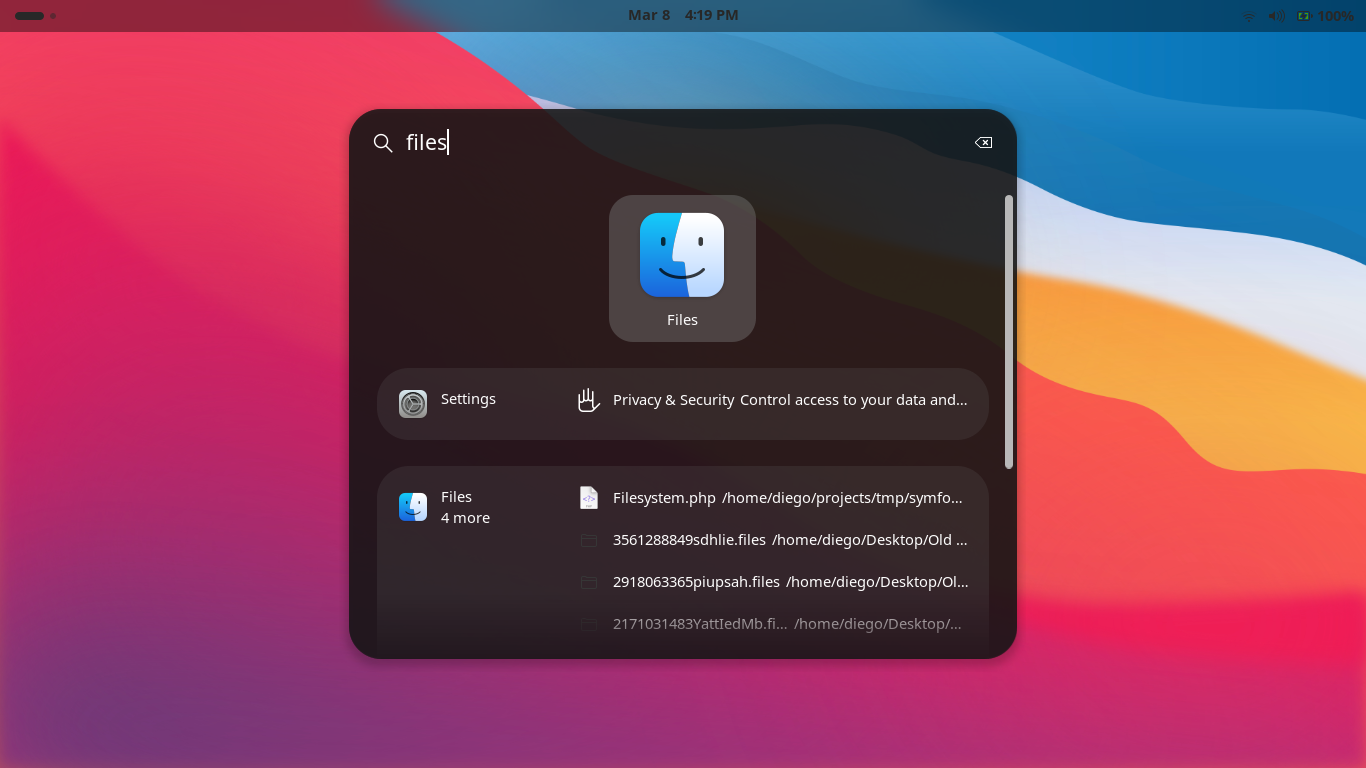 Mar 8 4:19 PM
100%
files
Files
Settings
Privacy & Security Control access to your data and...
Files
4 more
Filesystem.php /home/diego/projects/tmp/symfo...
3561288849sdhlie.files /home/diego/Desktop/Old ...
2918063365piupsah.files /home/diego/Desktop/Ol...
2171031483YattIedMb.fi... /home/diego/Desktop/...